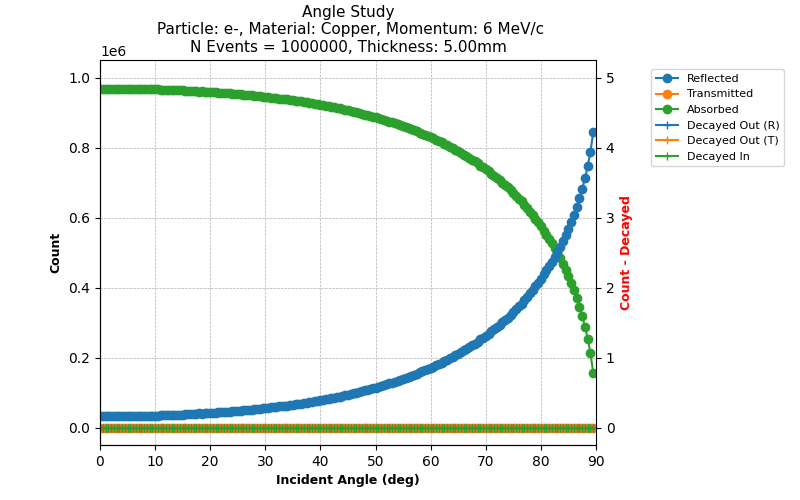 Angle Study
Particle: e-, Material: Copper, Momentum: 6 MeV/c
N Events = 1000000, Thickness: 5.00mm
1e6
1.0
0.8
0.6
0.4
0.2
0.0
Count
0
10
20
30
40
50
60
70
80
90
Incident Angle (deg)
5
4
3
2
1
0
Count - Decayed
Reflected
Transmitted
Absorbed
Decayed Out (R)
Decayed Out (T)
Decayed In